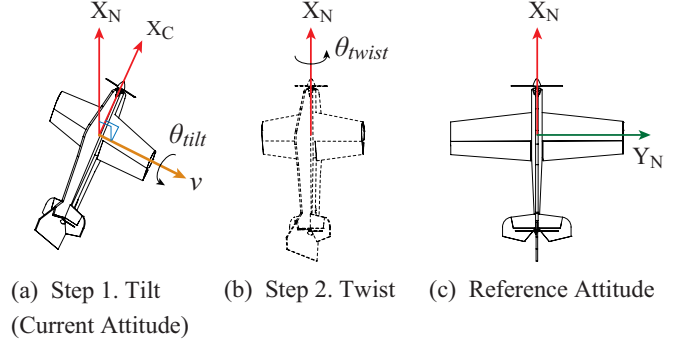 X_N
X_C
θ_tilt
v
(a) Step 1. Tilt
(Current Attitude)
X_N
θ_twist
(b) Step 2. Twist
X_N
Y_N
(c) Reference Attitude